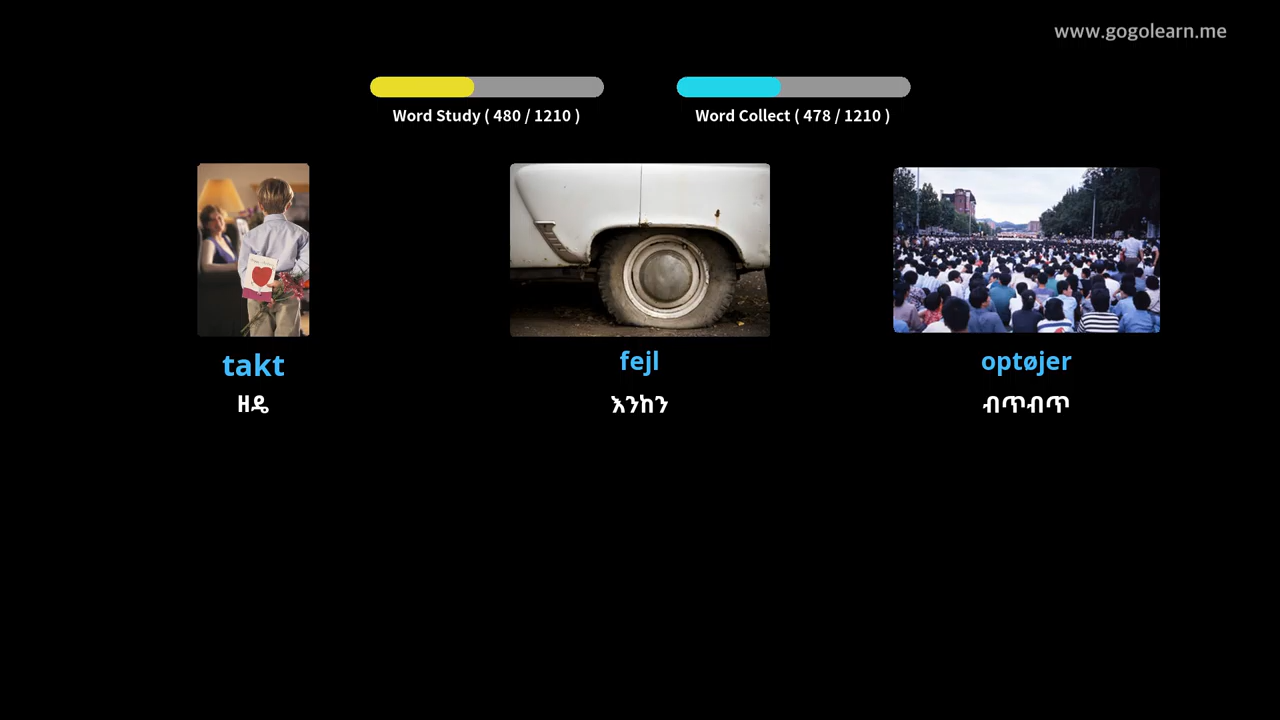 www.gogolearn.me
Word Study ( 480 / 1210 )
Word Collect ( 478 / 1210 )
takt
fejl
optøjer
ዘዴ
እንከን
ብጥብጥ